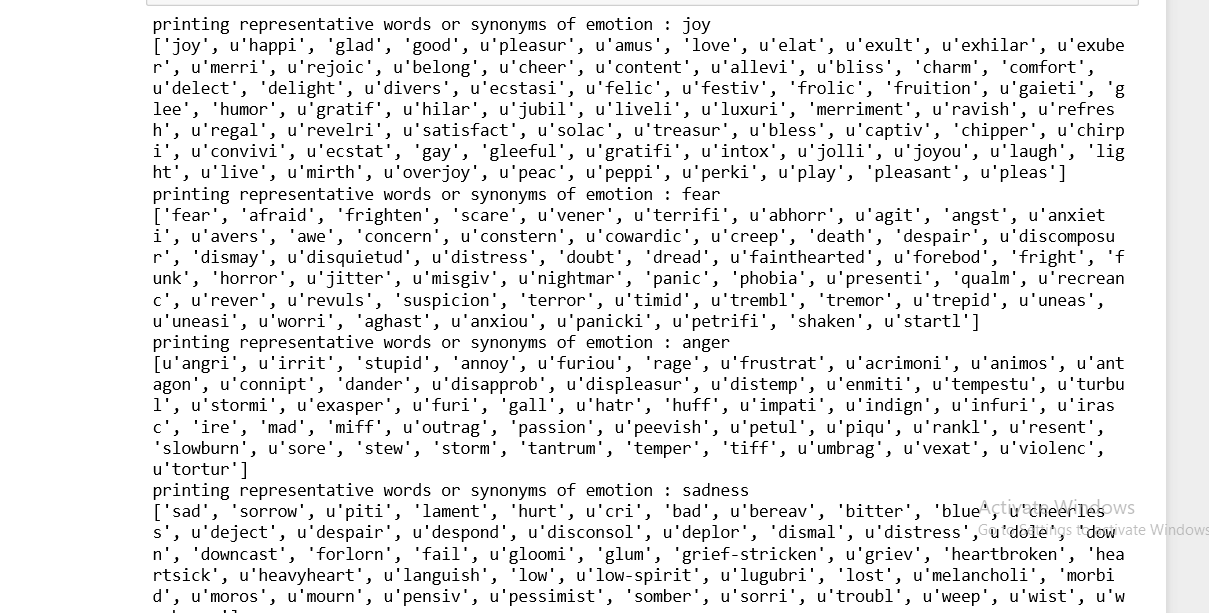 printing representative words or synonyms of emotion : joy
['joy', u'happi', 'glad', 'good', u'pleasur', u'amus', 'love', u'elat', u'exult', u'exhilar', u'exube
r', u'merri', u'rejoic', u'belong', u'cheer', u'content', u'allevi', u'bliss', 'charm', 'comfort',
u'delect', 'delight', u'divers', u'ecstasi', u'felic', u'festiv', 'frolic', 'fruition', u'gaieti', 'g
lee', 'humor', u'gratif', u'hilar', u'jubil', u'liveli', u'luxuri', 'merriment', u'ravish', u'refres
h', u'regal', u'revelri', u'satisfact', u'solac', u'treasur', u'bless', u'captiv', 'chipper', u'chirp
i', u'convivi', u'ecstat', 'gay', 'gleeful', u'gratifi', u'intox', u'jolli', u'joyou', u'laugh', 'lig
ht', u'live', u'mirth', u'overjoy', u'peac', u'peppi', u'perki', u'play', 'pleasant', u'pleas']
printing representative words or synonyms of emotion : fear
['fear', 'afraid', 'frighten', 'scare', u'vener', u'terrifi', u'abhorr', u'agit', 'angst', u'anxiet
i', u'avers', 'awe', 'concern', u'constern', u'cowardic', u'creep', 'death', 'despair', u'discomposu
r', 'dismay', u'disquietud', u'distress', 'doubt', 'dread', u'fainthearted', u'forebod', 'fright', 'f
unk', 'horror', u'jitter', u'misgiv', u'nightmar', 'panic', 'phobia', u'presenti', 'qualm', u'recrean
c', u'rever', u'revuls', 'suspicion', 'terror', u'timid', u'trembl', 'tremor', u'trepid', u'uneas',
u'uneasi', u'worri', 'aghast', u'anxiou', u'panicki', u'petrifi', 'shaken', u'startl']
printing representative words or synonyms of emotion : anger
[u'angri', u'irrit', 'stupid', 'annoy', u'furiou', 'rage', u'frustrat', u'acrimoni', u'animos', u'ant
agon', u'connipt', 'dander', u'disapprob', u'displeasur', u'distemp', u'enmiti', u'tempestu', u'turbu
l', u'stormi', u'exasper', u'furi', 'gall', u'hatr', 'huff', u'impati', u'indign', u'infuri', u'iras
c', 'ire', 'mad', 'miff', u'outrag', 'passion', u'peevish', u'petul', u'piqu', u'rankl', u'resent',
'slowburn', u'sore', 'stew', 'storm', 'tantrum', 'temper', 'tiff', u'umbrag', u'vexat', u'violenc',
u'tortur']
printing representative words or synonyms of emotion : sadness
['sad', 'sorrow', u'piti', 'lament', 'hurt', u'cri', 'bad', u'bereav', 'bitter', 'blue', u'cheerles
s', u'deject', u'despair', u'despond', u'disconsol', u'deplor', 'dismal', u'distress', u'dole', 'dow
n', 'downcast', 'forlorn', 'fail', u'gloomi', 'glum', 'grief-stricken', u'griev', 'heartbroken', 'hea
rtsick', u'heavyheart', u'languish', 'low', u'low-spirit', u'lugubri', 'lost', u'melancholi', 'morbi
d', u'moros', u'mourn', u'pensiv', u'pessimist', 'somber', u'sorri', u'troubl', u'weep', u'wist', u'w
Activate Windows
Go to Settings to activate Windows